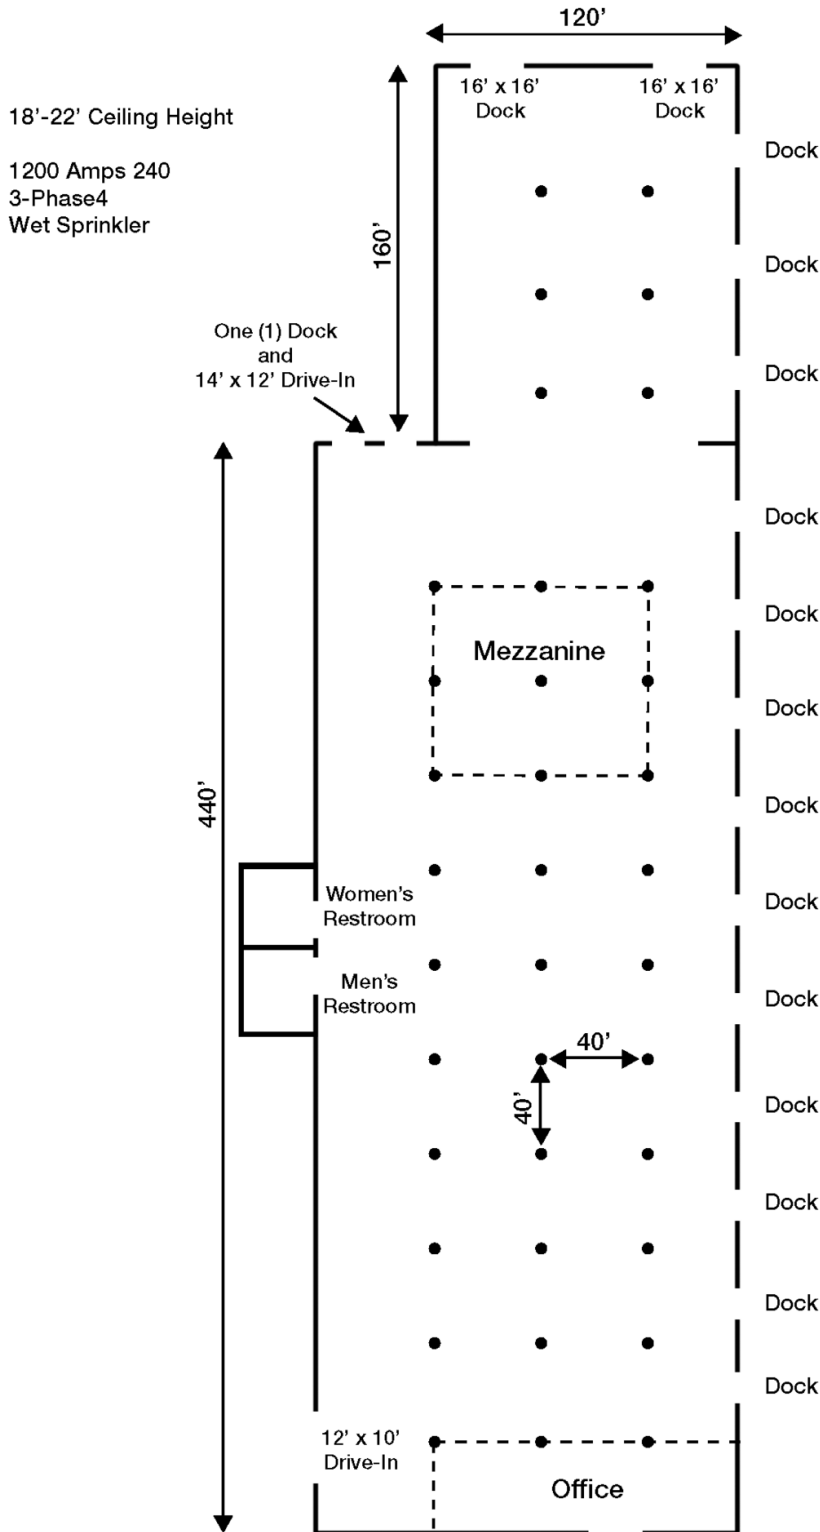 120'
16' x 16'
Dock
16' x 16'
Dock
18'-22' Ceiling Height
1200 Amps 240
3-Phase4
Wet Sprinkler
Dock
160'
Dock
One (1) Dock
and
14' x 12' Drive-In
Dock
Dock
Dock
Mezzanine
Dock
440'
Dock
Women's
Restroom
Dock
Men's
Restroom
Dock
40'
40'
Dock
Dock
Dock
Dock
12' x 10'
Drive-In
Office